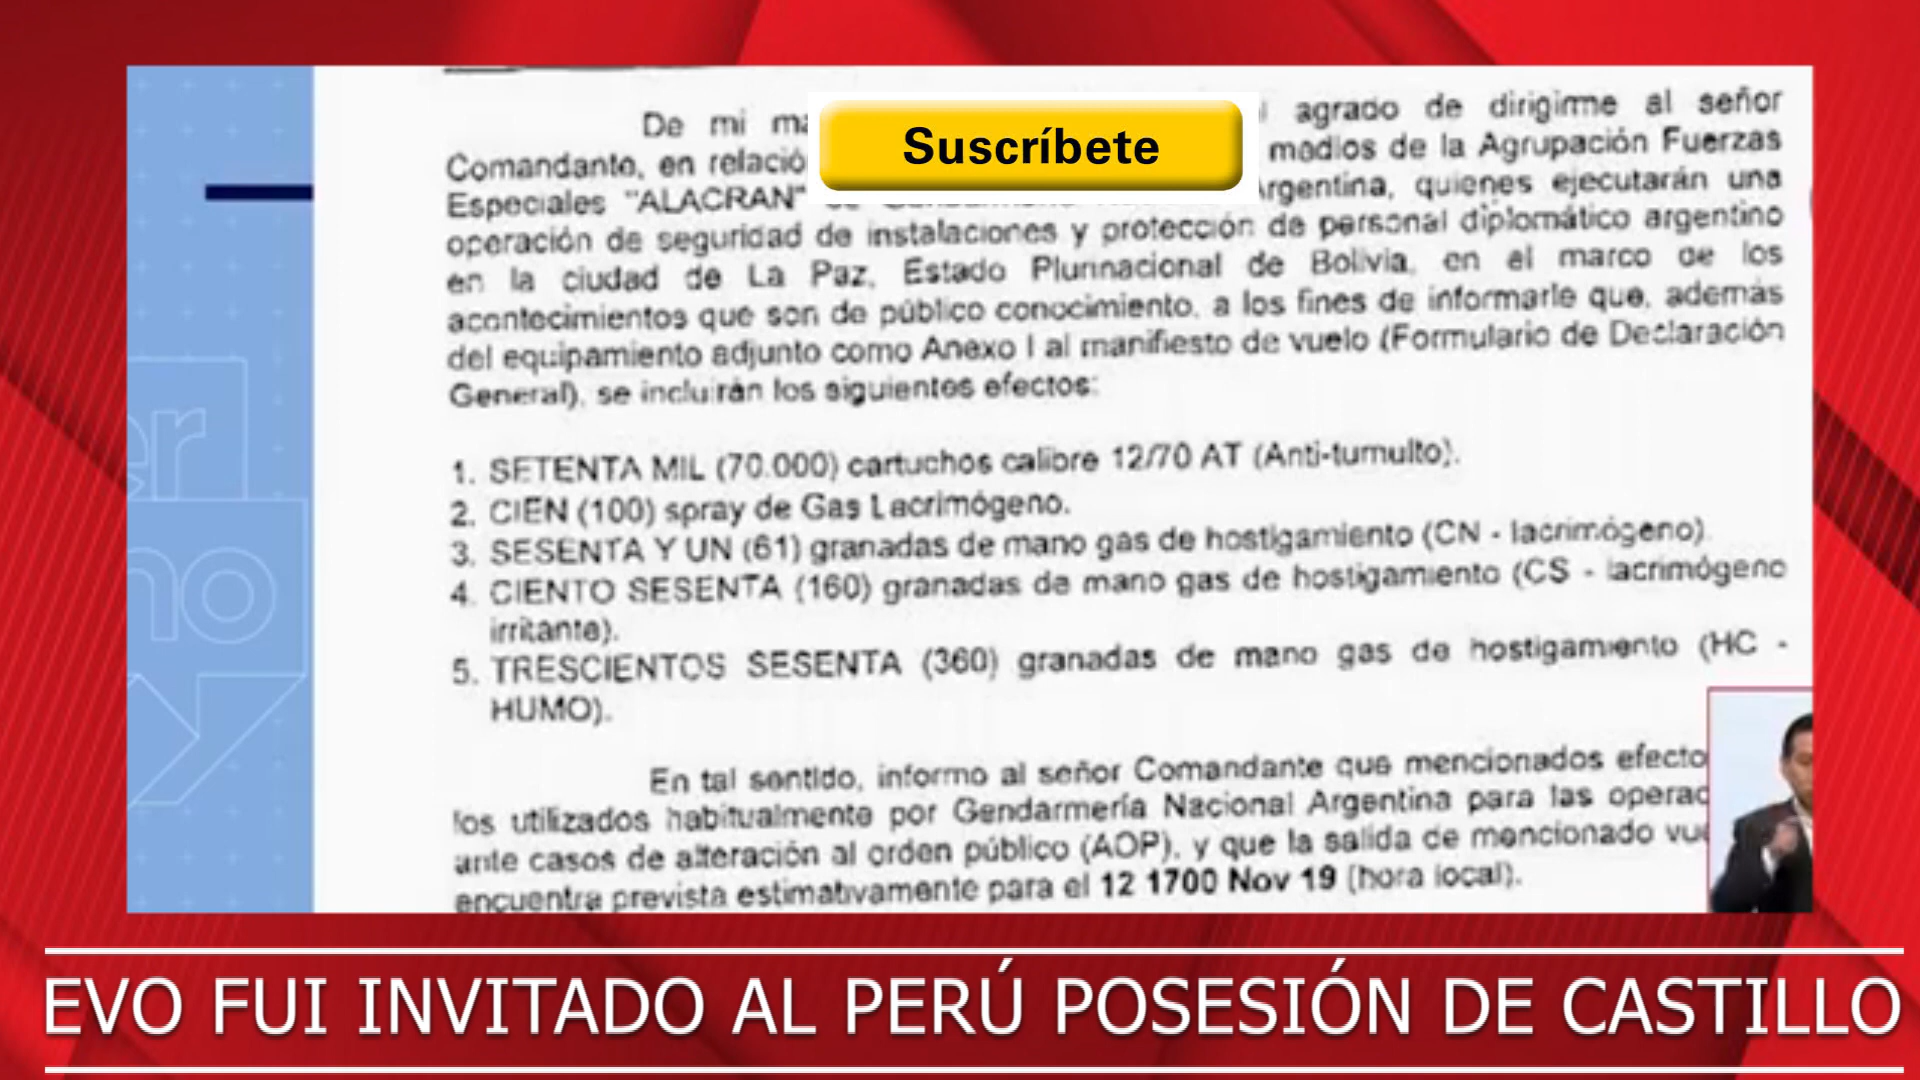 De mi ma
agrado de dirigirme al señor
Suscríbete
Comandante, en relació
medios de la Agrupación Fuerzas
Especiales "ALACRAN"
rgentina, quienes ejecutarán una
operación de seguridad de instalaciones y protección de personal diplomático argentino
en la ciudad de La Paz, Estado Plurinacional de Bolivia, en el marco de los
acontecimientos que son de público conocimiento, a los fines de informarle que, además
del equipamiento adjunto como Anexo I al manifiesto de vuelo (Formulario de Declaración
General), se incluirán los siguientes efectos:
1. SETENTA MIL (70.000) cartuchos calibre 12/70 AT (Anti-tumulto).
2. CIEN (100) spray de Gas Lacrimógeno.
3. SESENTA Y UN (61) granadas de mano gas de hostigamiento (CN - lacrimógeno).
4. CIENTO SESENTA (160) granadas de mano gas de hostigamiento (CS - lacrimógeno
irritante).
5. TRESCIENTOS SESENTA (360) granadas de mano gas de hostigamiento (HC -
HUMO).
En tal sentido, informo al señor Comandante que mencionados efecto
los utilizados habitualmente por Gendarmería Nacional Argentina para las operac
ante casos de alteración al orden público (AOP), y que la salida de mencionado vue
encuentra prevista estimativamente para el 12 1700 Nov 19 (hora local).
er
no
EVO FUI INVITADO AL PERÚ POSESIÓN DE CASTILLO